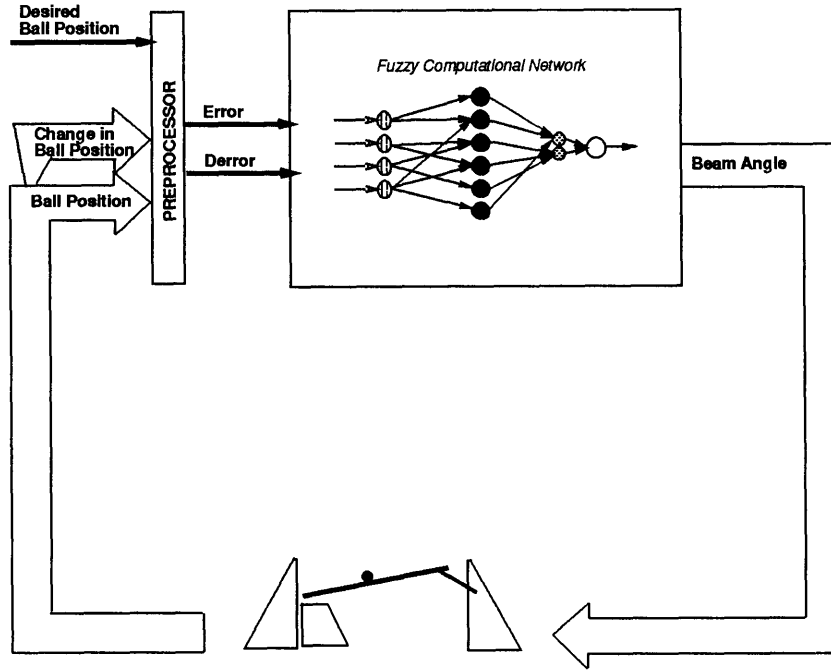 Desired
Ball Position
Change in
Ball Position
Ball Position
PREPROCESSOR
Error
Derror
Fuzzy Computational Network
Beam Angle